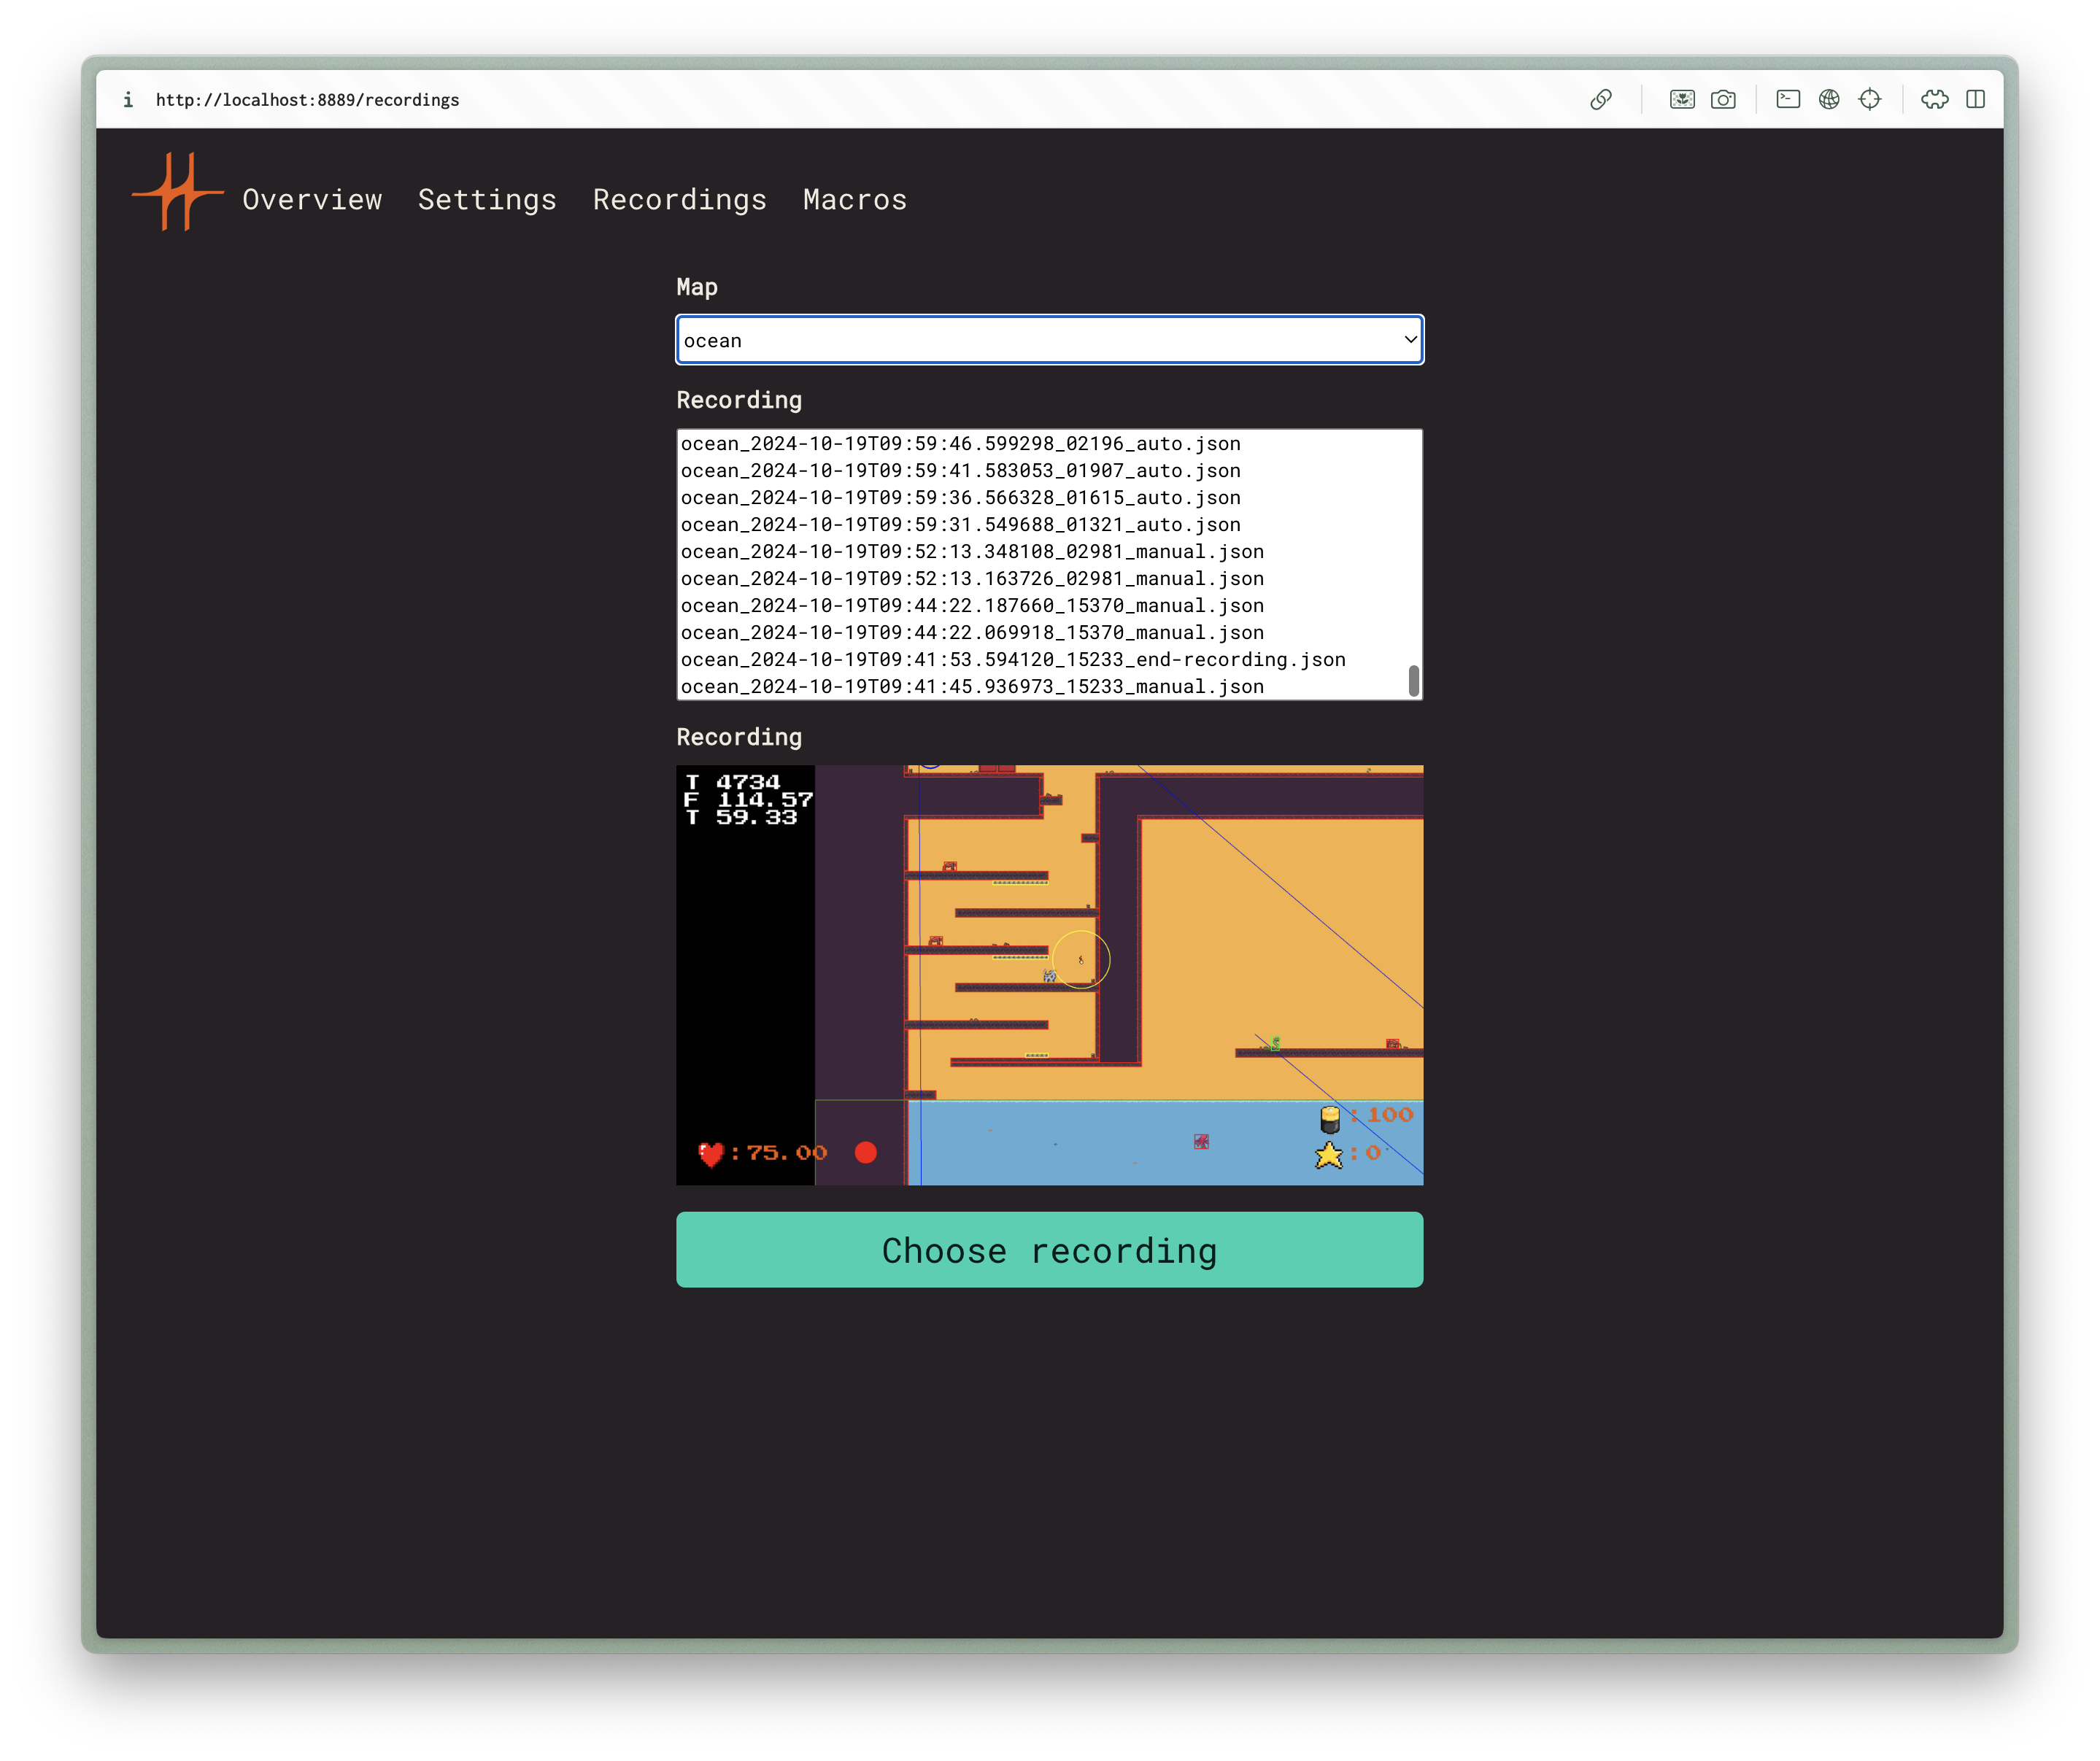 http://localhost:8889/recordings
Overview Settings Recordings Macros
Map
ocean
Recording
ocean_2024-10-19T09:59:46.599298_02196_auto.json
ocean_2024-10-19T09:59:41.583053_01907_auto.json
ocean_2024-10-19T09:59:36.566328_01615_auto.json
ocean_2024-10-19T09:59:31.549688_01321_auto.json
ocean_2024-10-19T09:52:13.348108_02981_manual.json
ocean_2024-10-19T09:52:13.163726_02981_manual.json
ocean_2024-10-19T09:44:22.187660_15370_manual.json
ocean_2024-10-19T09:44:22.069918_15370_manual.json
ocean_2024-10-19T09:41:53.594120_15233_end-recording.json
ocean_2024-10-19T09:41:45.936973_15233_manual.json
Recording
T 4734
F 114.57
T 59.33
:100
:75.00
:0
Choose recording